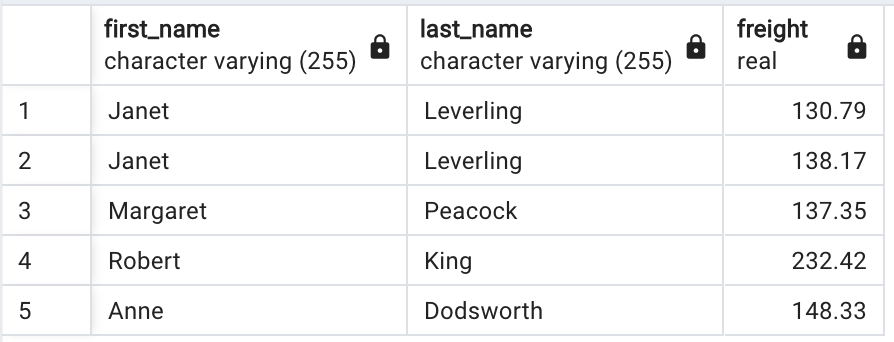 first_name last_name freight
character varying (255) character varying (255) real
1 Janet Leverling 130.79
2 Janet Leverling 138.17
3 Margaret Peacock 137.35
4 Robert King 232.42
5 Anne Dodsworth 148.33